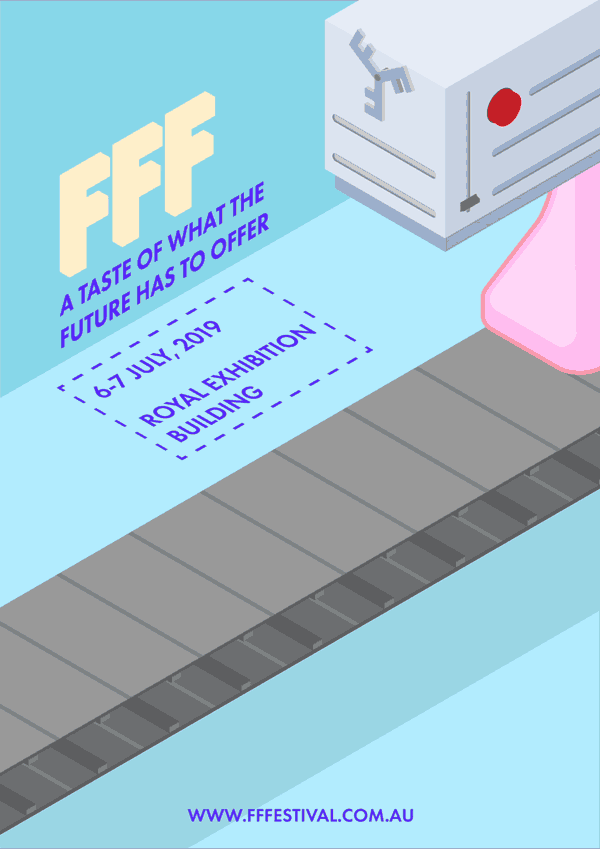 FFF
A TASTE OF WHAT THE
FUTURE HAS TO OFFER
6-7 JULY, 2019
ROYAL EXHIBITION
BUILDING
WWW.FFFESTIVAL.COM.AU